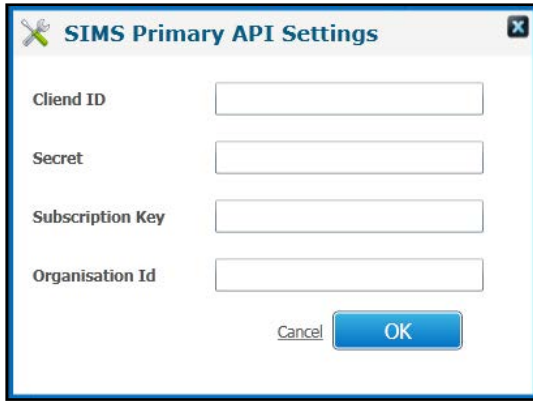 SIMS Primary API Settings
Cliend ID
Secret
Subscription Key
Organisation Id
Cancel OK